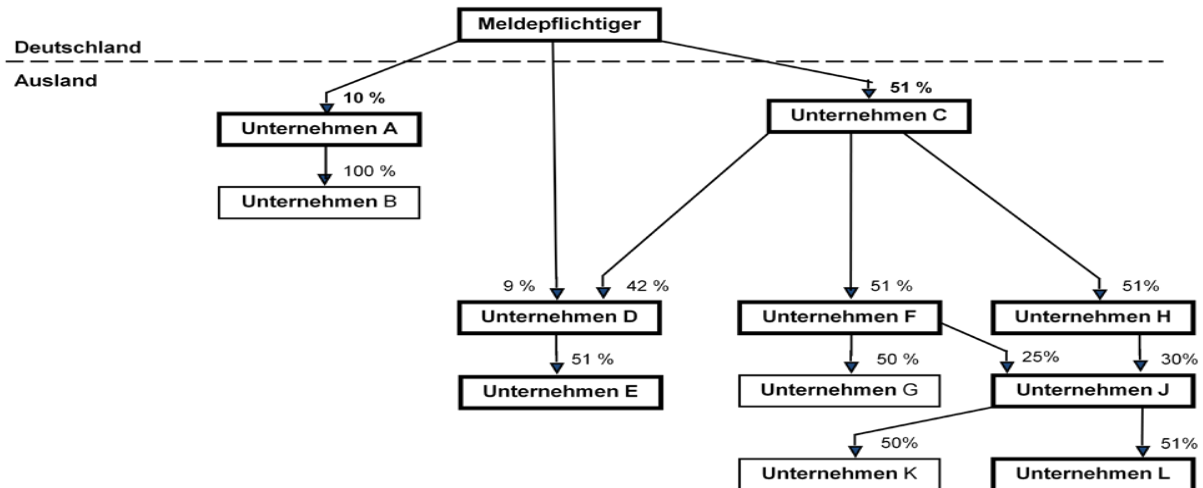 Meldepflichtiger
Deutschland
Ausland
10 %
51 %
Unternehmen A
Unternehmen C
100 %
Unternehmen B
9 %
42 %
51 %
51%
Unternehmen D
Unternehmen F
Unternehmen H
51 %
50 %
25%
30%
Unternehmen E
Unternehmen G
Unternehmen J
50%
51%
Unternehmen K
Unternehmen L